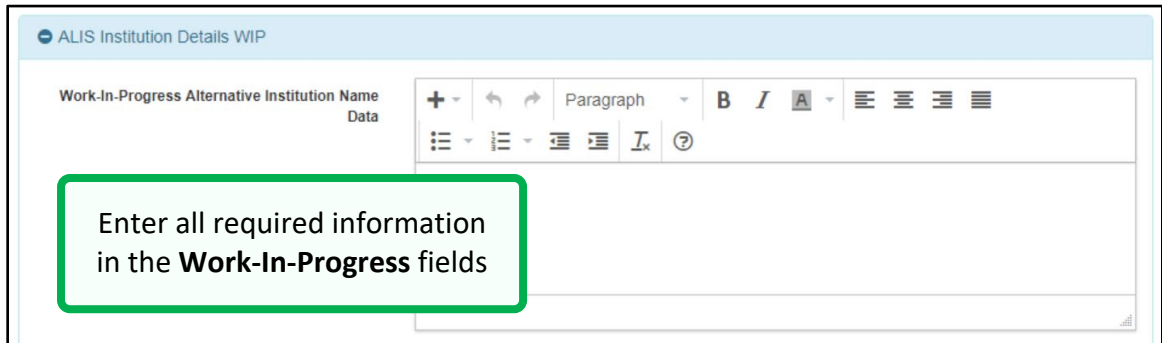 ALIS Institution Details WIP
Work-In-Progress Alternative Institution Name
Data
Paragraph
B I A
Enter all required information
in the Work-In-Progress fields